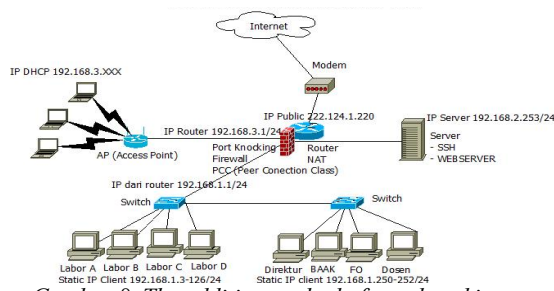 Internet
Modem
IP DHCP 192.168.3.XXX
IP Public 222.124.1.220
IP Server 192.168.2.253/24
IP Router 192.168.3.1/24
AP (Access Point)
Port Knocking
Firewall
PCC (Peer Conection Class)
Router
NAT
Server
- SSH
- WEBSERVER
IP dari router 192.168.1.1/24
Switch
Switch
Labor A Labor B Labor C Labor D
Static IP Client 192.168.1.3-126/24
Direktur BAAK FO Dosen
Static IP client 192.168.1.250-252/24